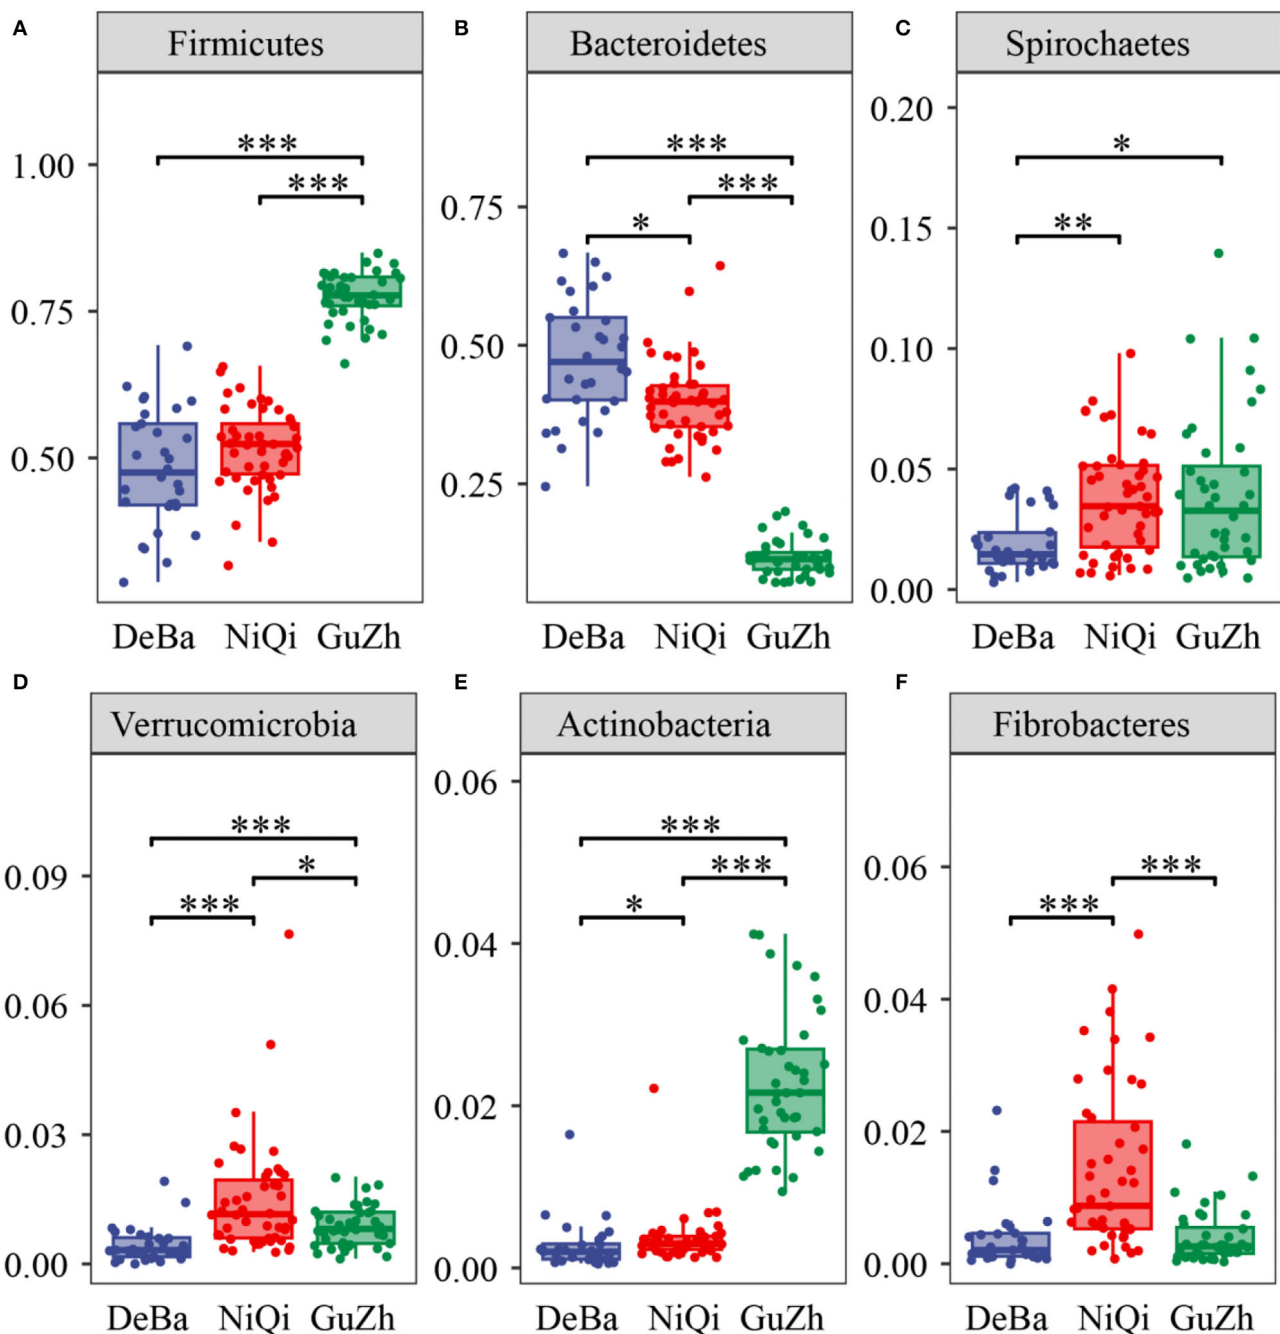 A
Firmicutes
1.00
0.75
0.50
***
***
DeBa NiQi GuZh
B
Bacteroidetes
0.75
0.50
0.25
***
***
*
DeBa NiQi GuZh
C
Spirochaetes
0.20
0.15
0.10
0.05
0.00
*
**
DeBa NiQi GuZh
D
Verrucomicrobia
0.09
0.06
0.03
0.00
***
*
***
DeBa NiQi GuZh
E
Actinobacteria
0.06
0.04
0.02
0.00
***
***
*
DeBa NiQi GuZh
F
Fibrobacteres
0.06
0.04
0.02
0.00
***
***
DeBa NiQi GuZh